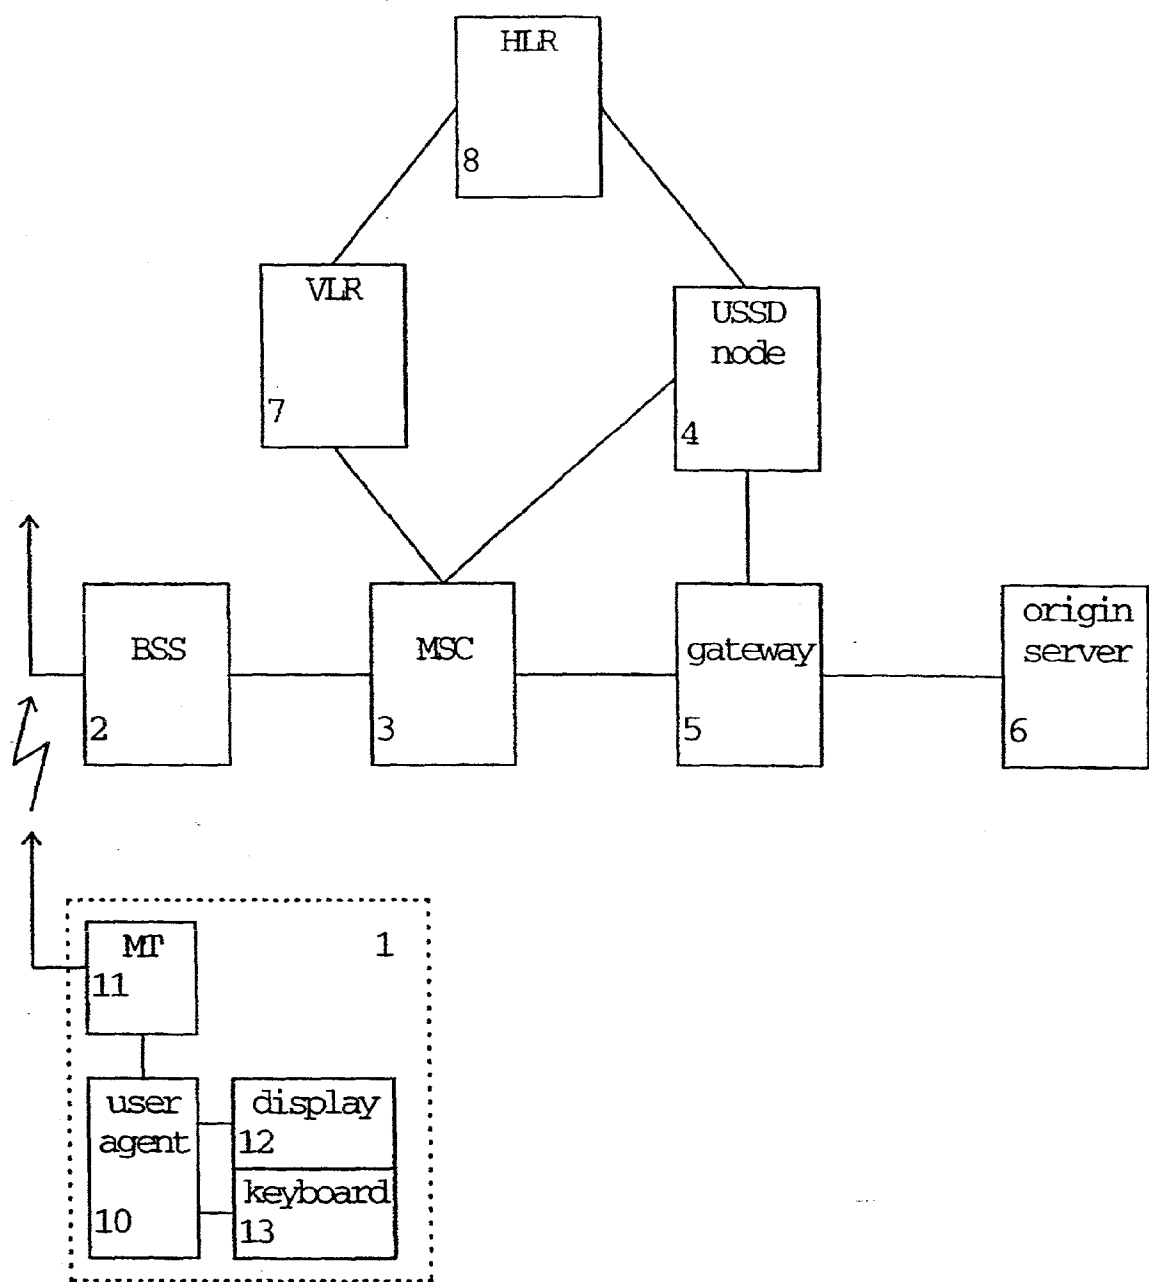 HLR
8
VLR
7
USSD
node
4
BSS
2
MSC
3
gateway
5
origin
server
6
1
MT
11
user
agent
10
display
12
keyboard
13